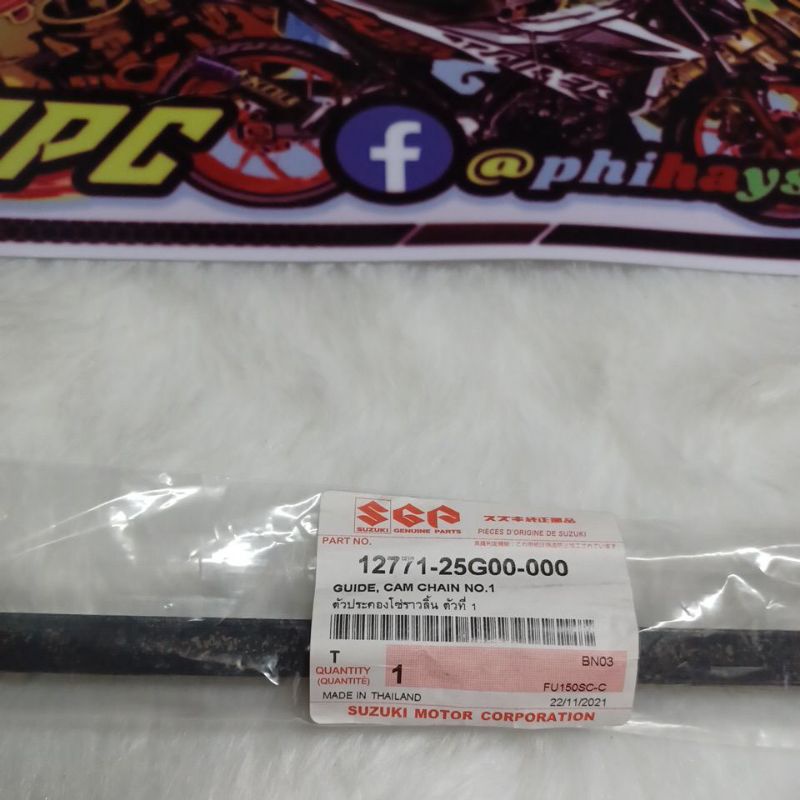 RAIDER
MPC
f @phihays
SGP
SUZUKI GENUINE PARTS
スズキ純正部品
PIECES D'ORIGINE DE SUZUKI
PART NO.
12771-25G00-000
GUIDE, CAM CHAIN NO.1
ตัวประคองโซ่ราวลิ้น ตัวที่ 1
T
BN03
QUANTITY
(QUANTITÉ)
1
FU150SC-C
MADE IN THAILAND
22/11/2021
SUZUKI MOTOR CORPORATION